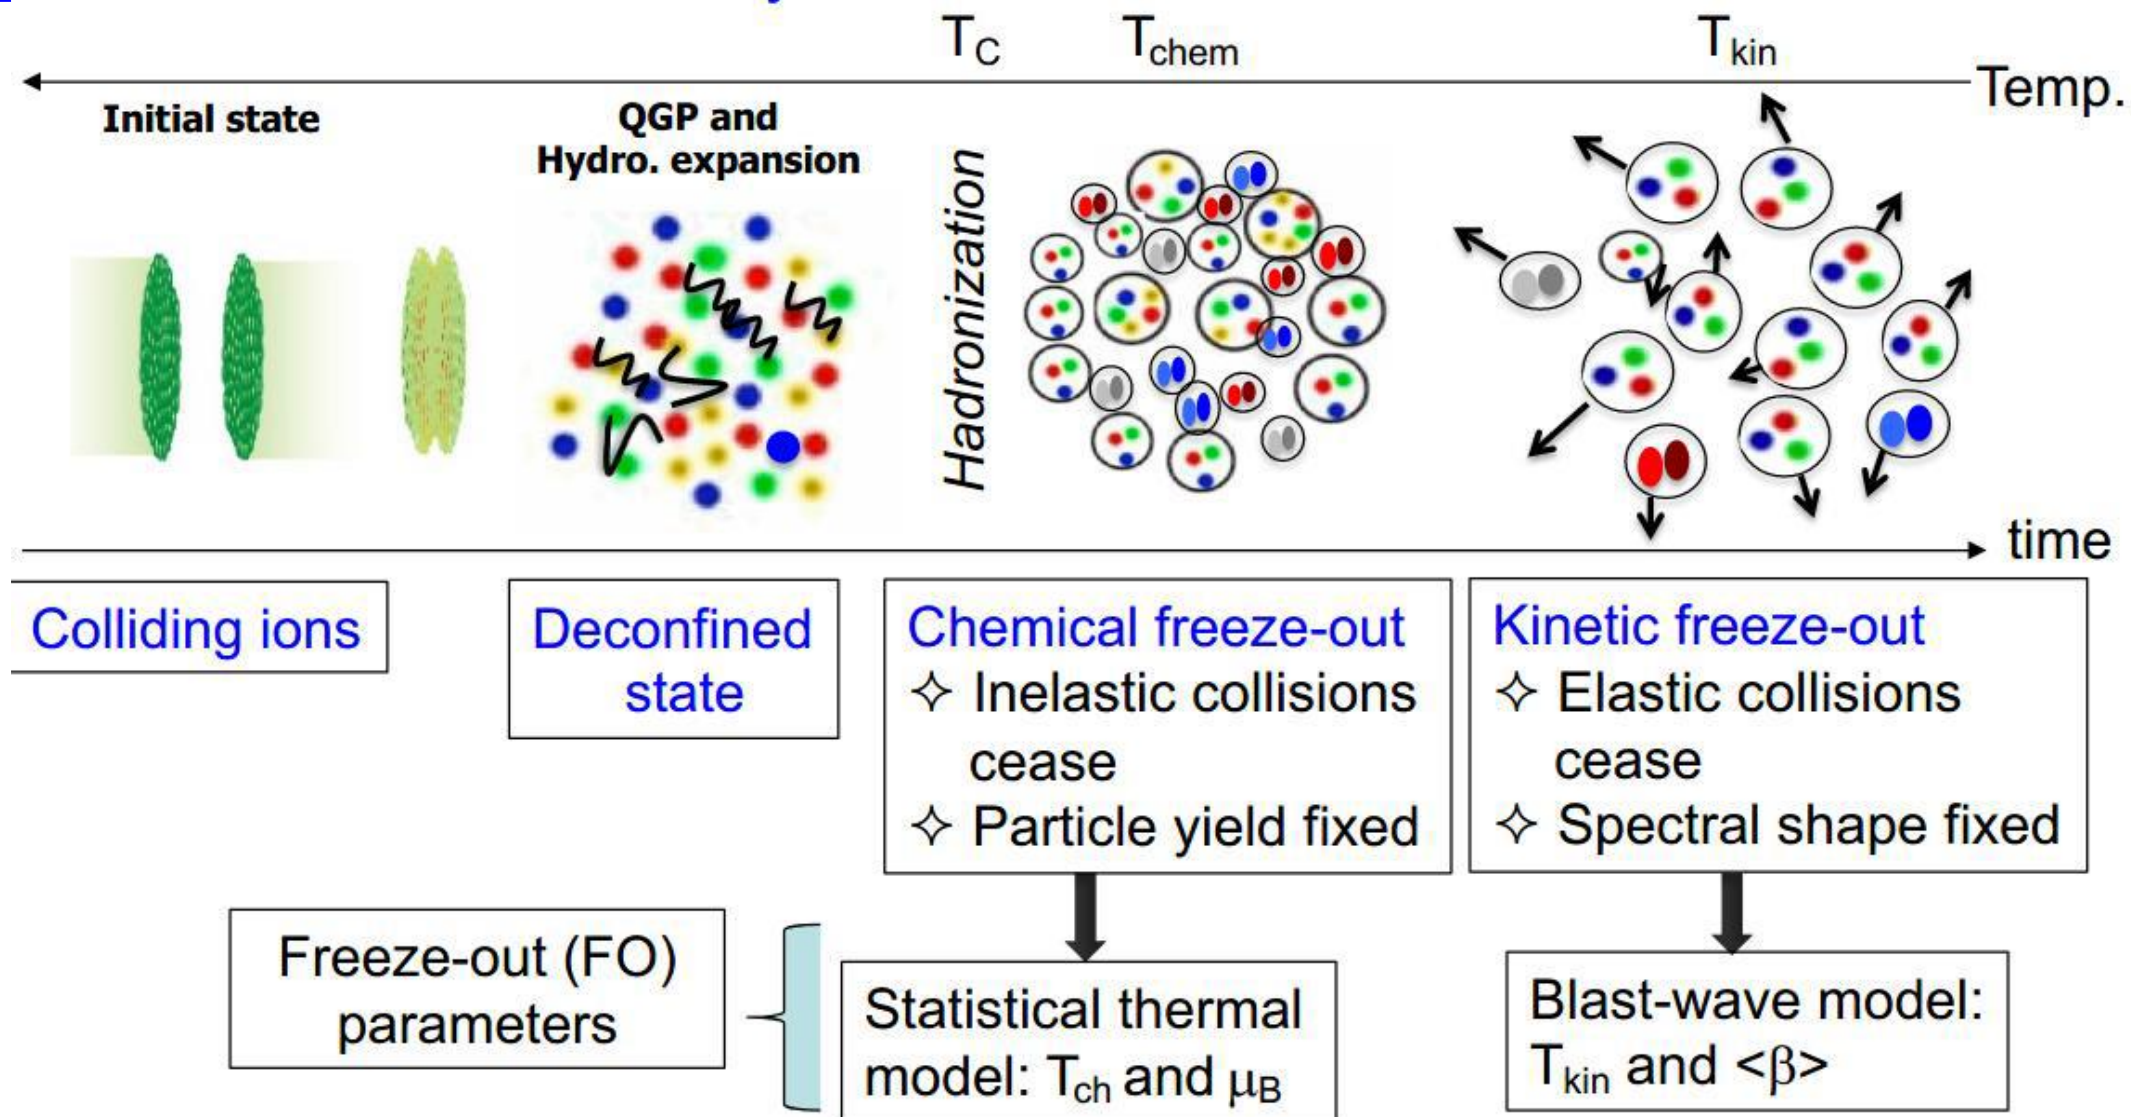 T_C
T_chem
T_kin
Temp.
Initial state
QGP and
Hydro. expansion
Hadronization
time
Colliding ions
Deconfined
state
Chemical freeze-out
✧ Inelastic collisions
cease
✧ Particle yield fixed
Kinetic freeze-out
✧ Elastic collisions
cease
✧ Spectral shape fixed
Freeze-out (FO)
parameters
Statistical thermal
model: T_ch and μ_B
Blast-wave model:
T_kin and <β>